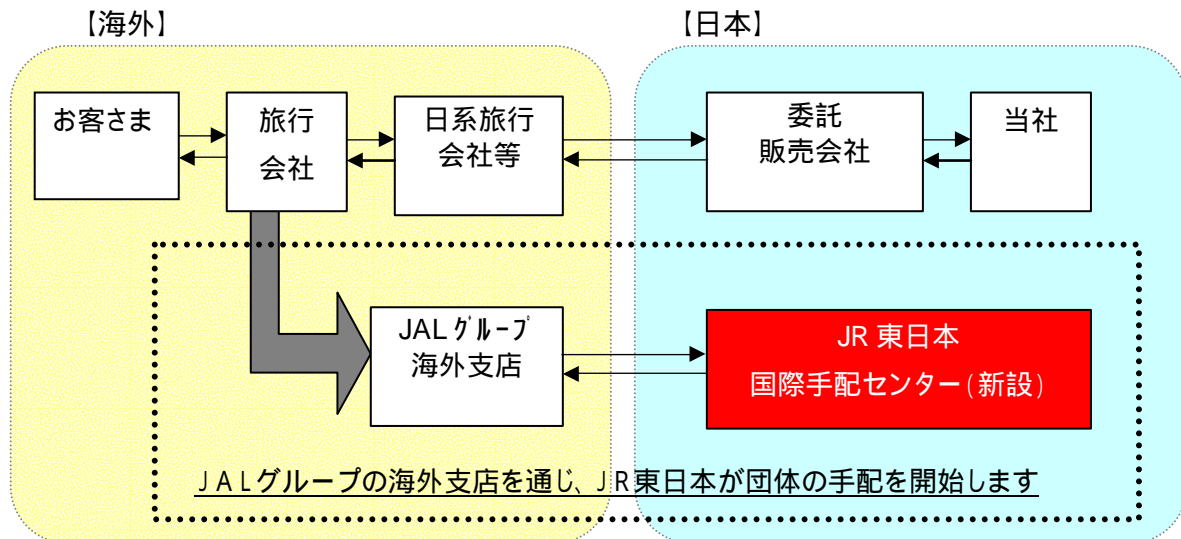 【海外】
【日本】
お客さま
旅行
会社
日系旅行
会社等
委託
販売会社
当社
JALグループ
海外支店
JR 東日本
国際手配センター(新設)
JALグループの海外支店を通じ、JR東日本が団体の手配を開始します